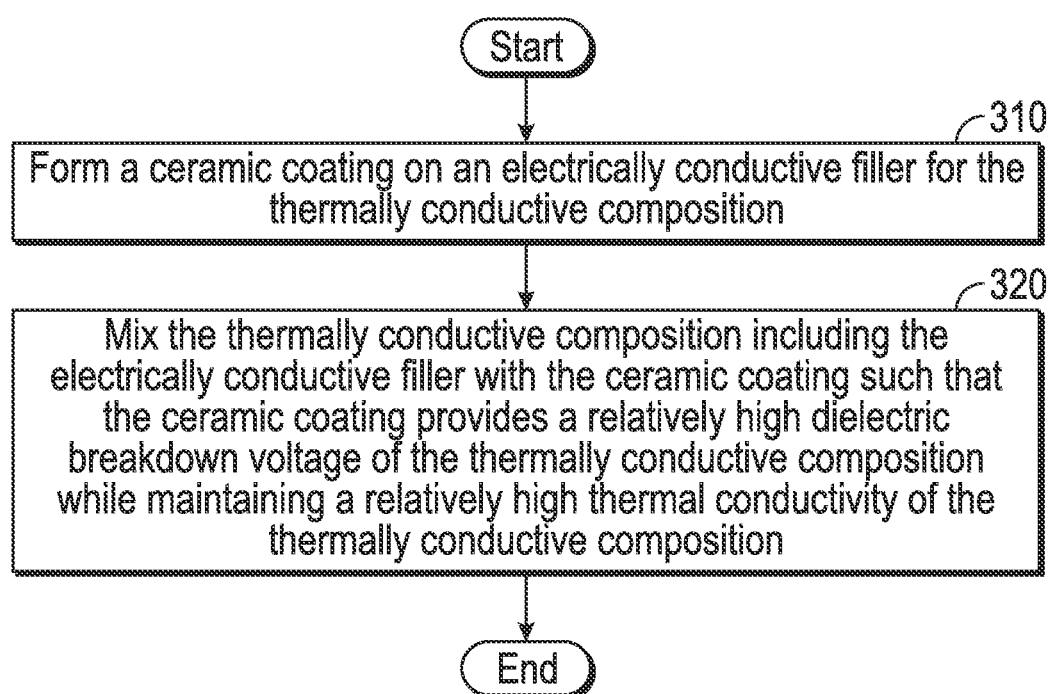 Start
310
Form a ceramic coating on an electrically conductive filler for the
thermally conductive composition
320
Mix the thermally conductive composition including the
electrically conductive filler with the ceramic coating such that
the ceramic coating provides a relatively high dielectric
breakdown voltage of the thermally conductive composition
while maintaining a relatively high thermal conductivity of the
thermally conductive composition
End